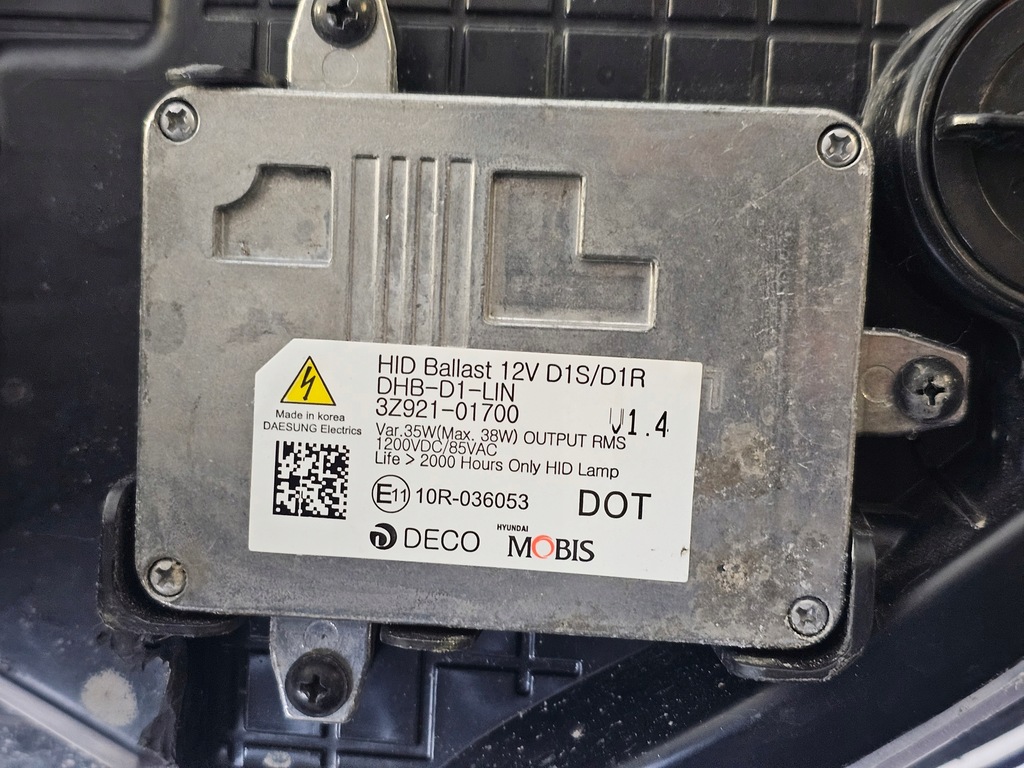 HID Ballast 12V D1S/D1R
DHB-D1-LIN
3Z921-01700
V1.4
Made in korea
DAESUNG Electrics
Var.35W(Max. 38W) OUTPUT RMS
1200VDC/85VAC
Life > 2000 Hours Only HID Lamp
E11 10R-036053
DOT
DECO
HYUNDAI
MOBIS